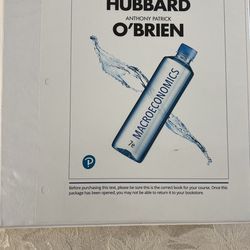 HUBBARD
ANTHONY PATRICK
O'BRIEN
MACROECONOMICS
7e
P
Before purchasing this text, please be sure this is the correct book for your course. Once this
package has been opened, you may not be able to return it to your bookstore.